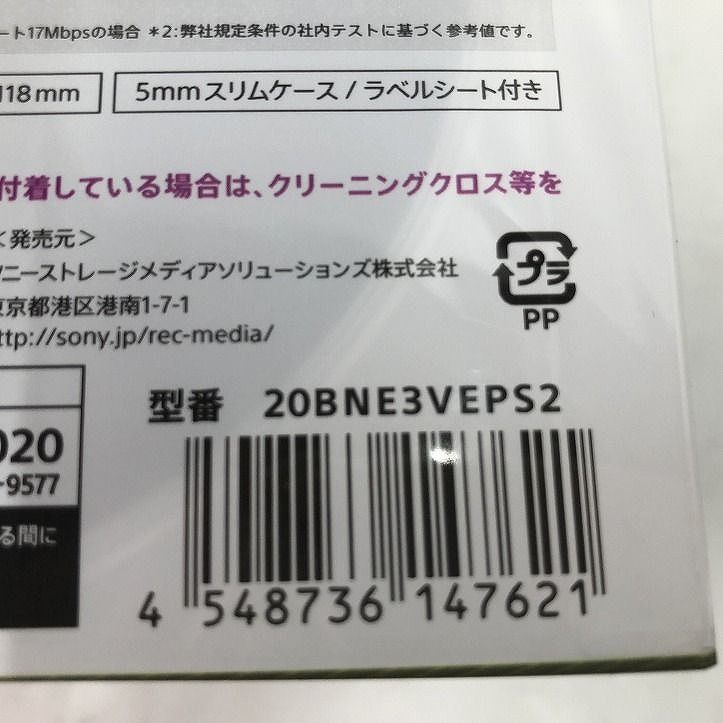 ート17Mbpsの場合 *2:弊社規定条件の社内テストに基づく参考値です。
118mm
5mmスリムケース/ラベルシート付き
付着している場合は、クリーニングクロス等を
<発売元>
ソニーストレージメディアソリューションズ株式会社
東京都港区港南1-7-1
http://sony.jp/rec-media/
プラ
PP
型番 20BNE3VEPS2
020
-9577
る間に
4 548736 147621